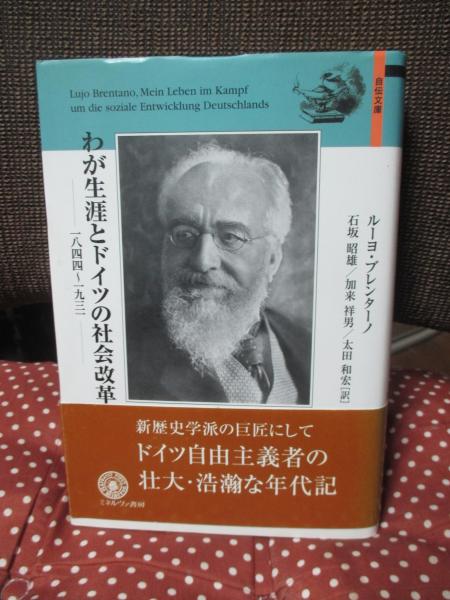 Lujo Brentano, Mein Leben im Kampf
um die soziale Entwicklung Deutschlands
自伝文庫
わが生涯とドイツの社会改革
一八四四~一九三一
ルーヨ・ブレンターノ
石坂 昭雄/加来 祥男/太田 和宏[訳]
新歴史学派の巨匠にして
ドイツ自由主義者の
壮大・浩瀚な年代記
ミネルヴァ書房